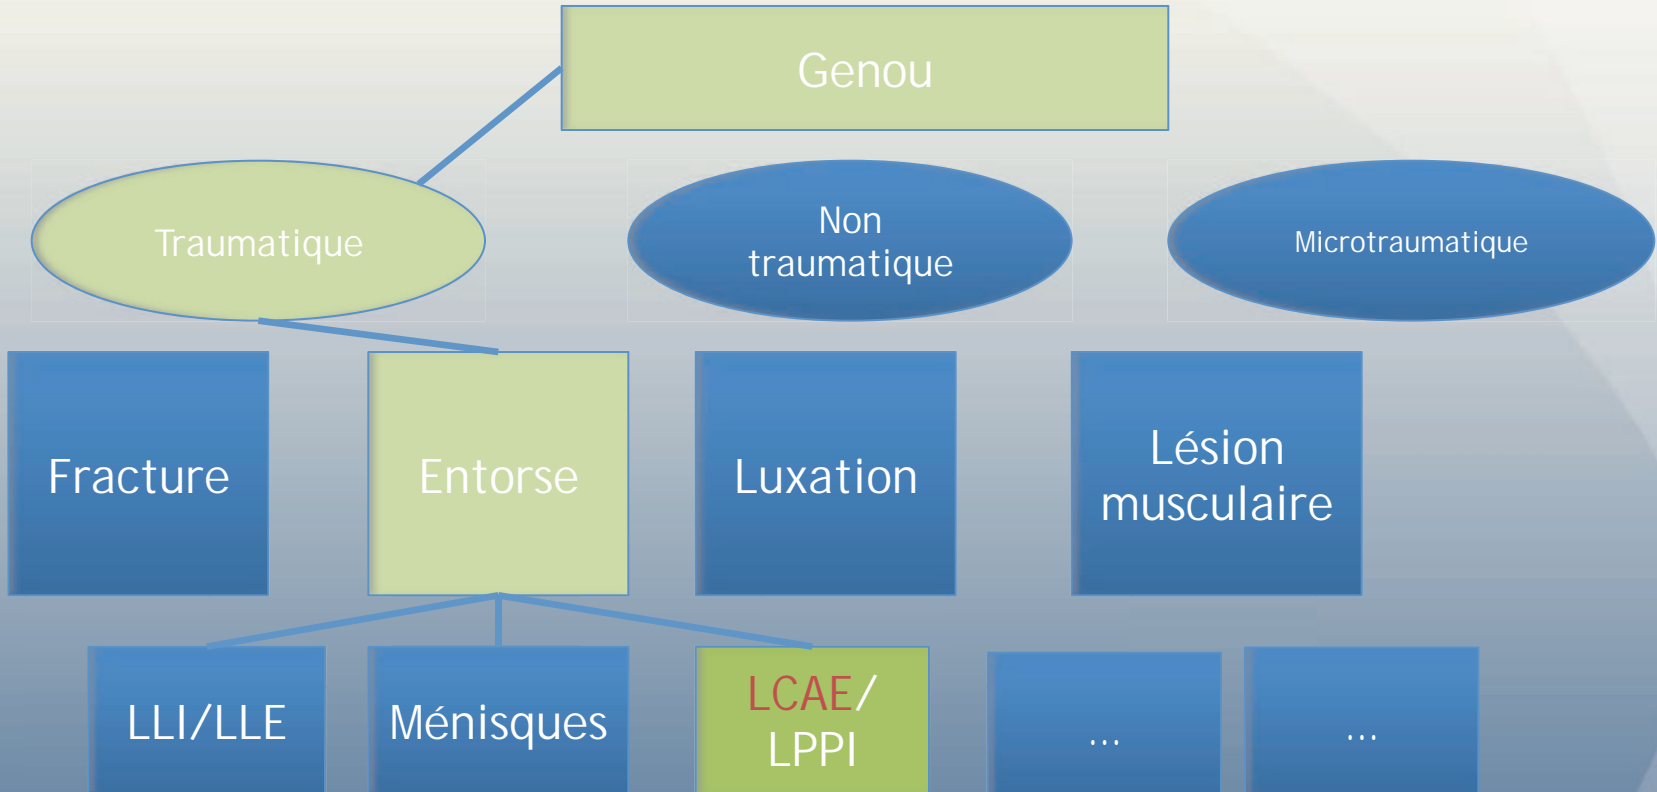 Genou
Traumatique
Non
traumatique
Microtraumatique
Fracture
Entorse
Luxation
Lésion
musculaire
LLI/LLE
Ménisques
LCAE/
LPPI
...
...